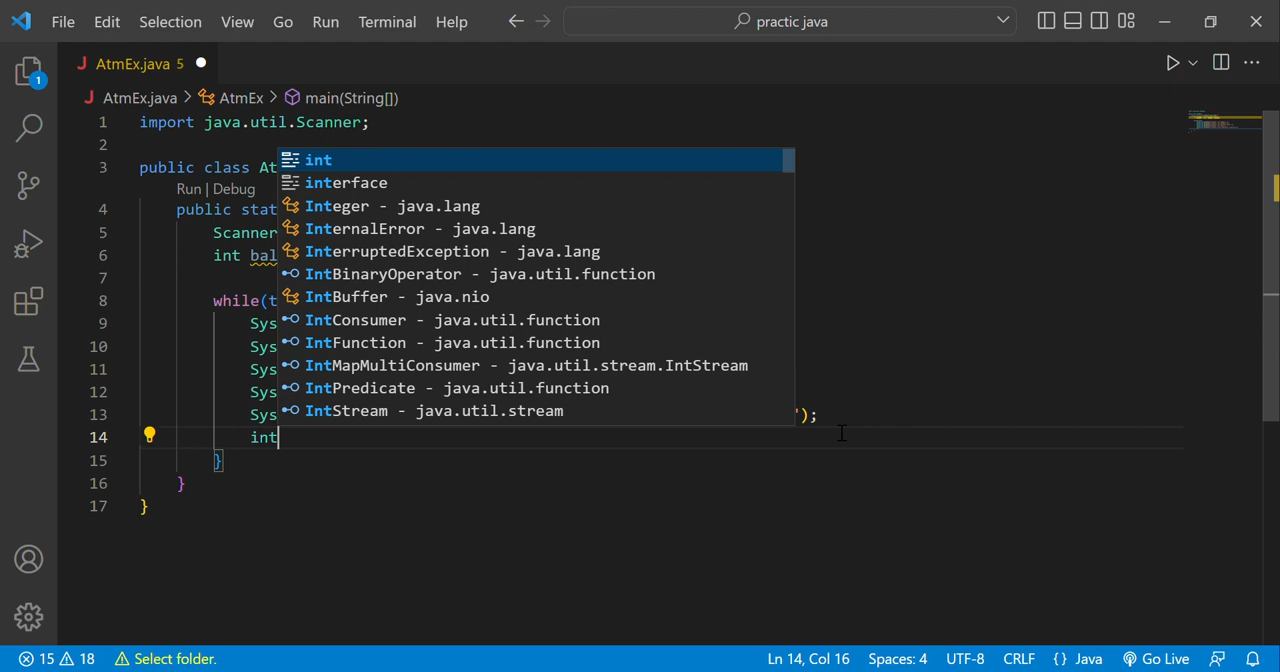 File Edit Selection View Go Run Terminal Help practic java
AtmEx.java 5
AtmEx.java AtmEx main(String[])
1 import java.util.Scanner;
2
3 public class At
Run | Debug
4 public stat
5 Scanner
6 int bal
7
8 while(t
9 Sys
10 Sys
11 Sys
12 Sys
13 Sys ");
14 int
15 }
16 }
17 }
int
interface
Integer - java.lang
InternalError - java.lang
InterruptedException - java.lang
IntBinaryOperator - java.util.function
IntBuffer - java.nio
IntConsumer - java.util.function
IntFunction - java.util.function
IntMapMultiConsumer - java.util.stream.IntStream
IntPredicate - java.util.function
IntStream - java.util.stream
1
15 18 Select folder. Ln 14, Col 16 Spaces: 4 UTF-8 CRLF {} Java Go Live